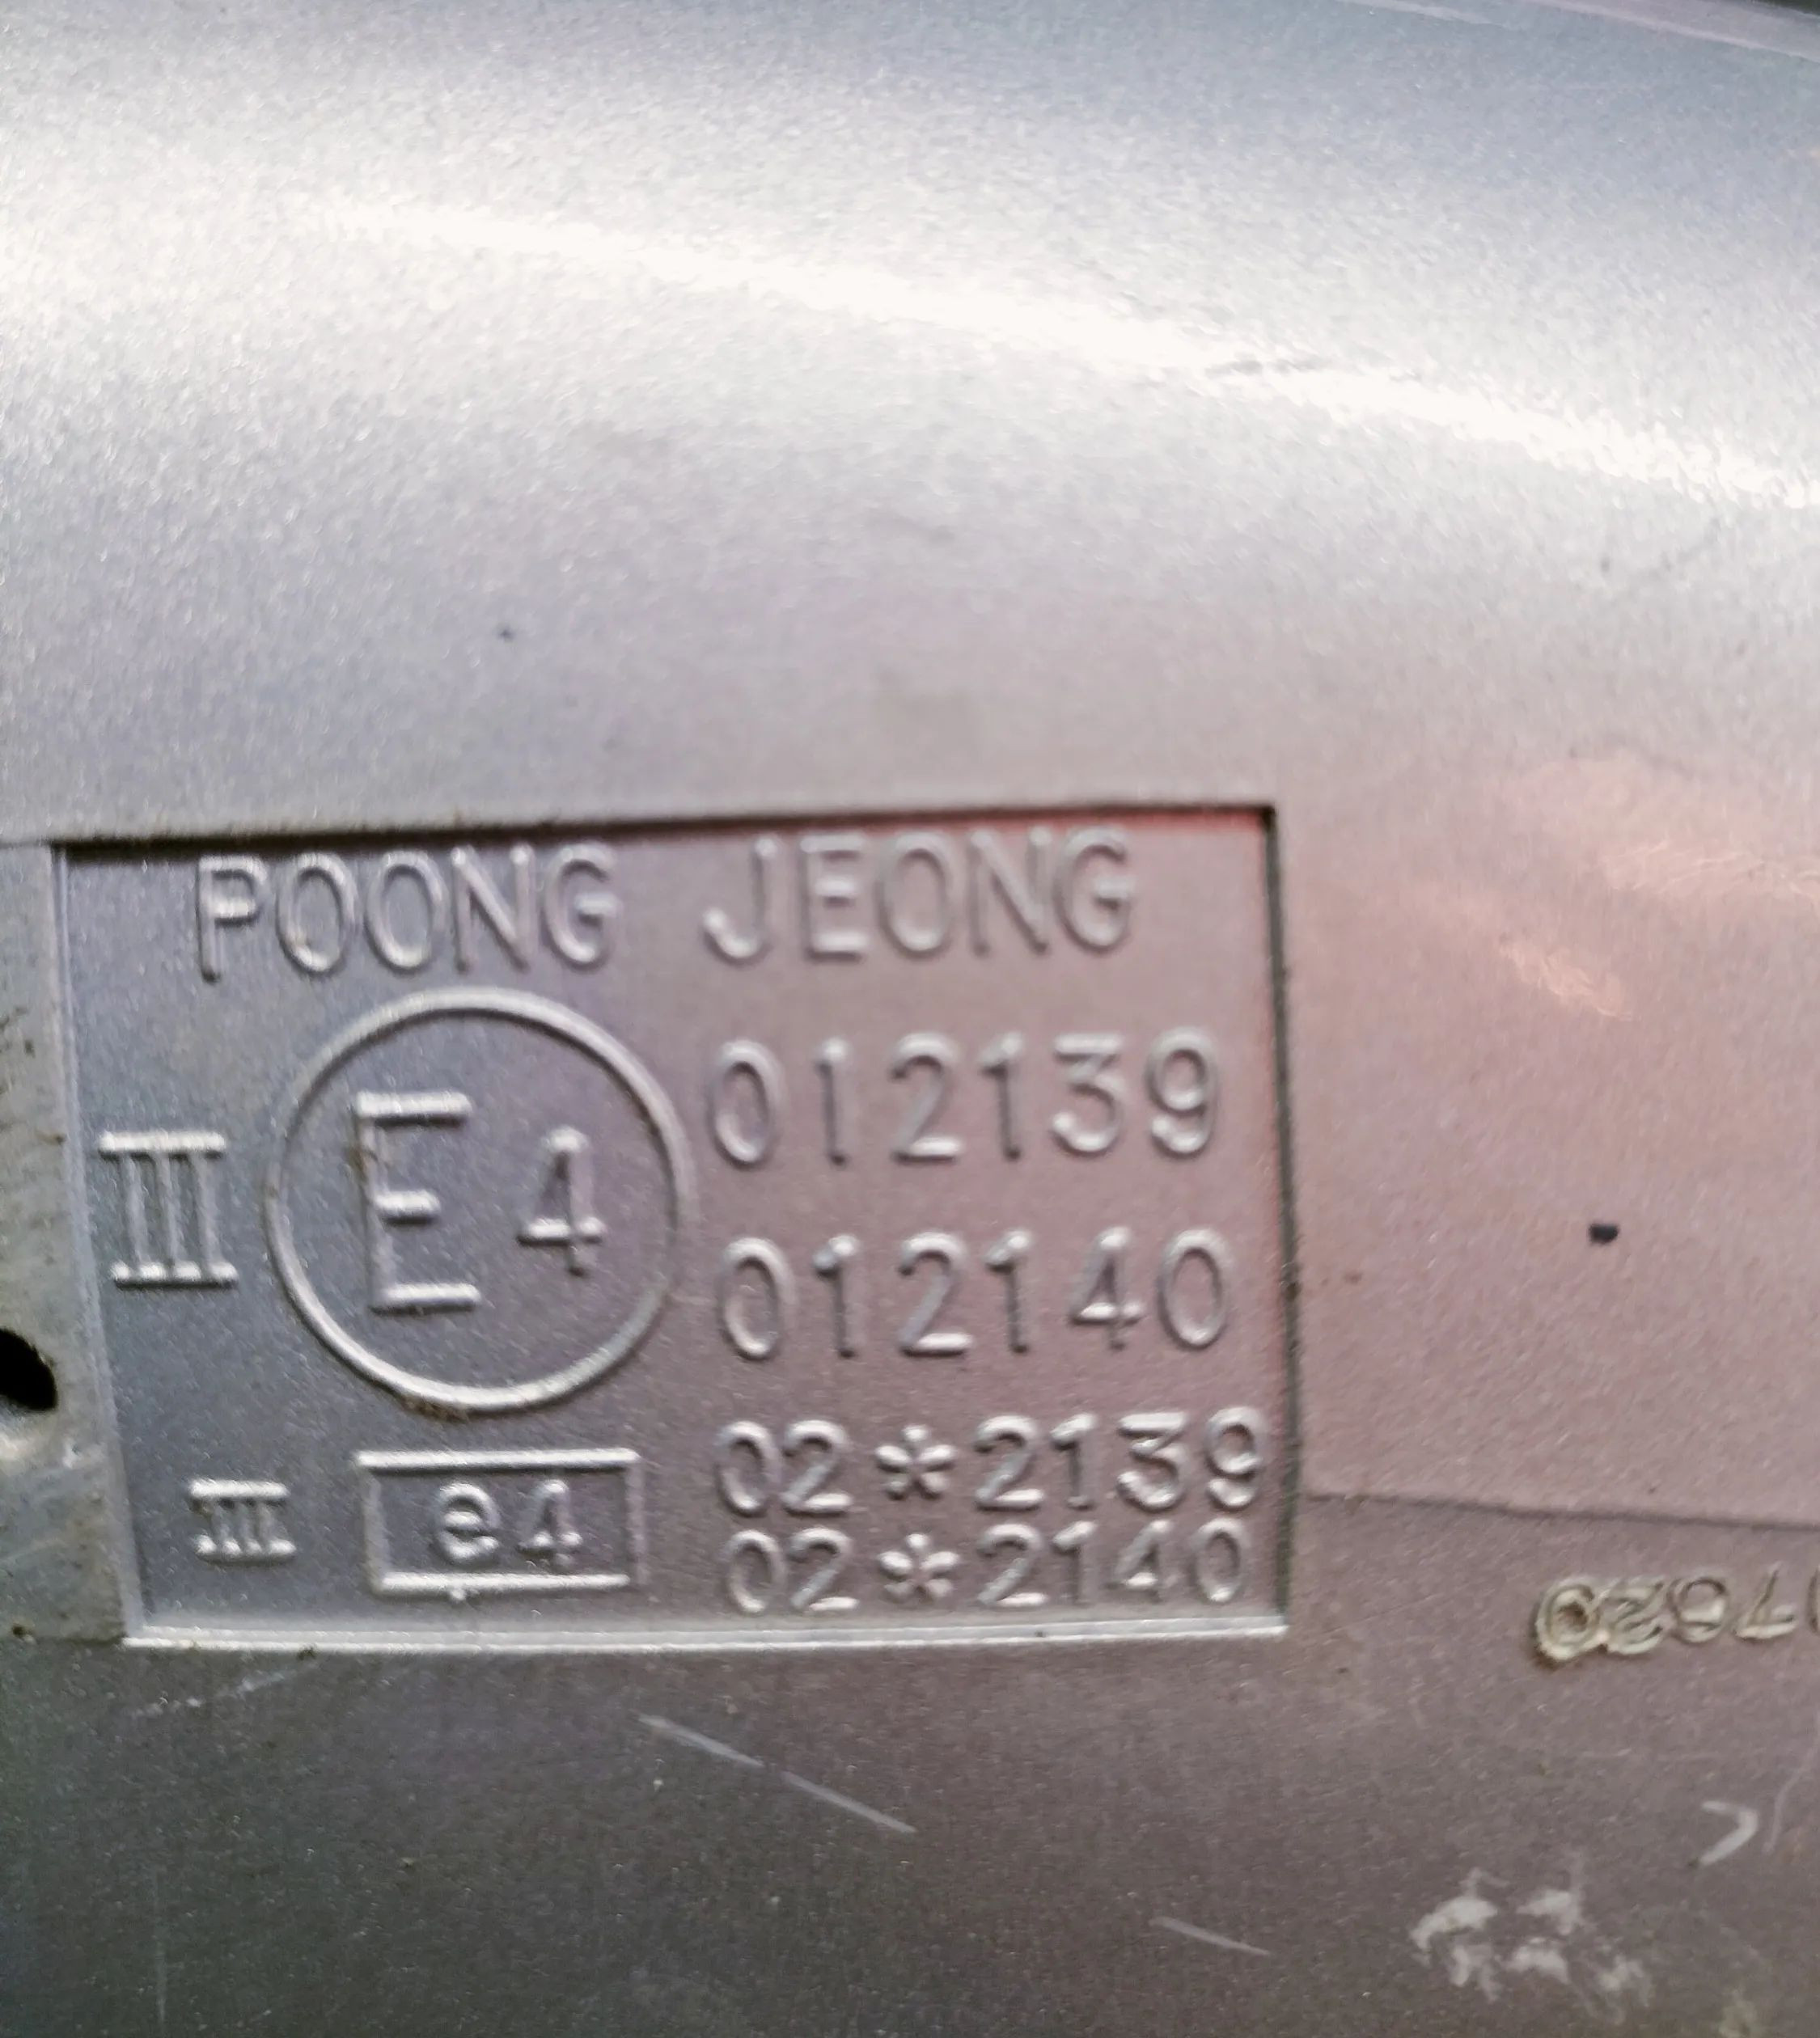 POONG JEONG
III E4 012139
012140
III e4 02*2139
02*2140